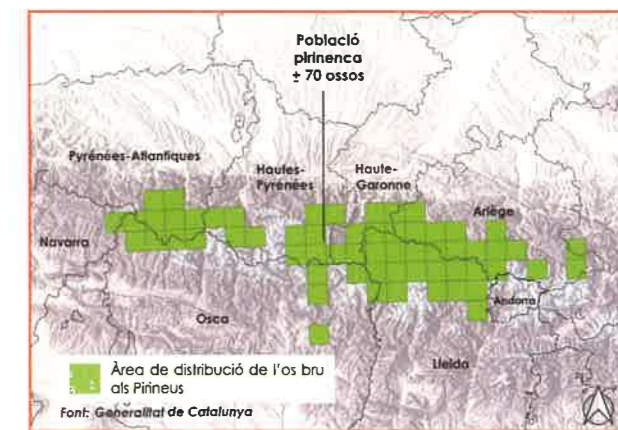 Població
pirinenca
± 70 ossos
Pyrénées-Atlantiques
Hautes-
Pyrénées
Haute-
Garonne
Ariège
Navarra
Andorra
Osca
Lleida
Àrea de distribució de l'os bru
als Pirineus
Font: Generalitat de Catalunya